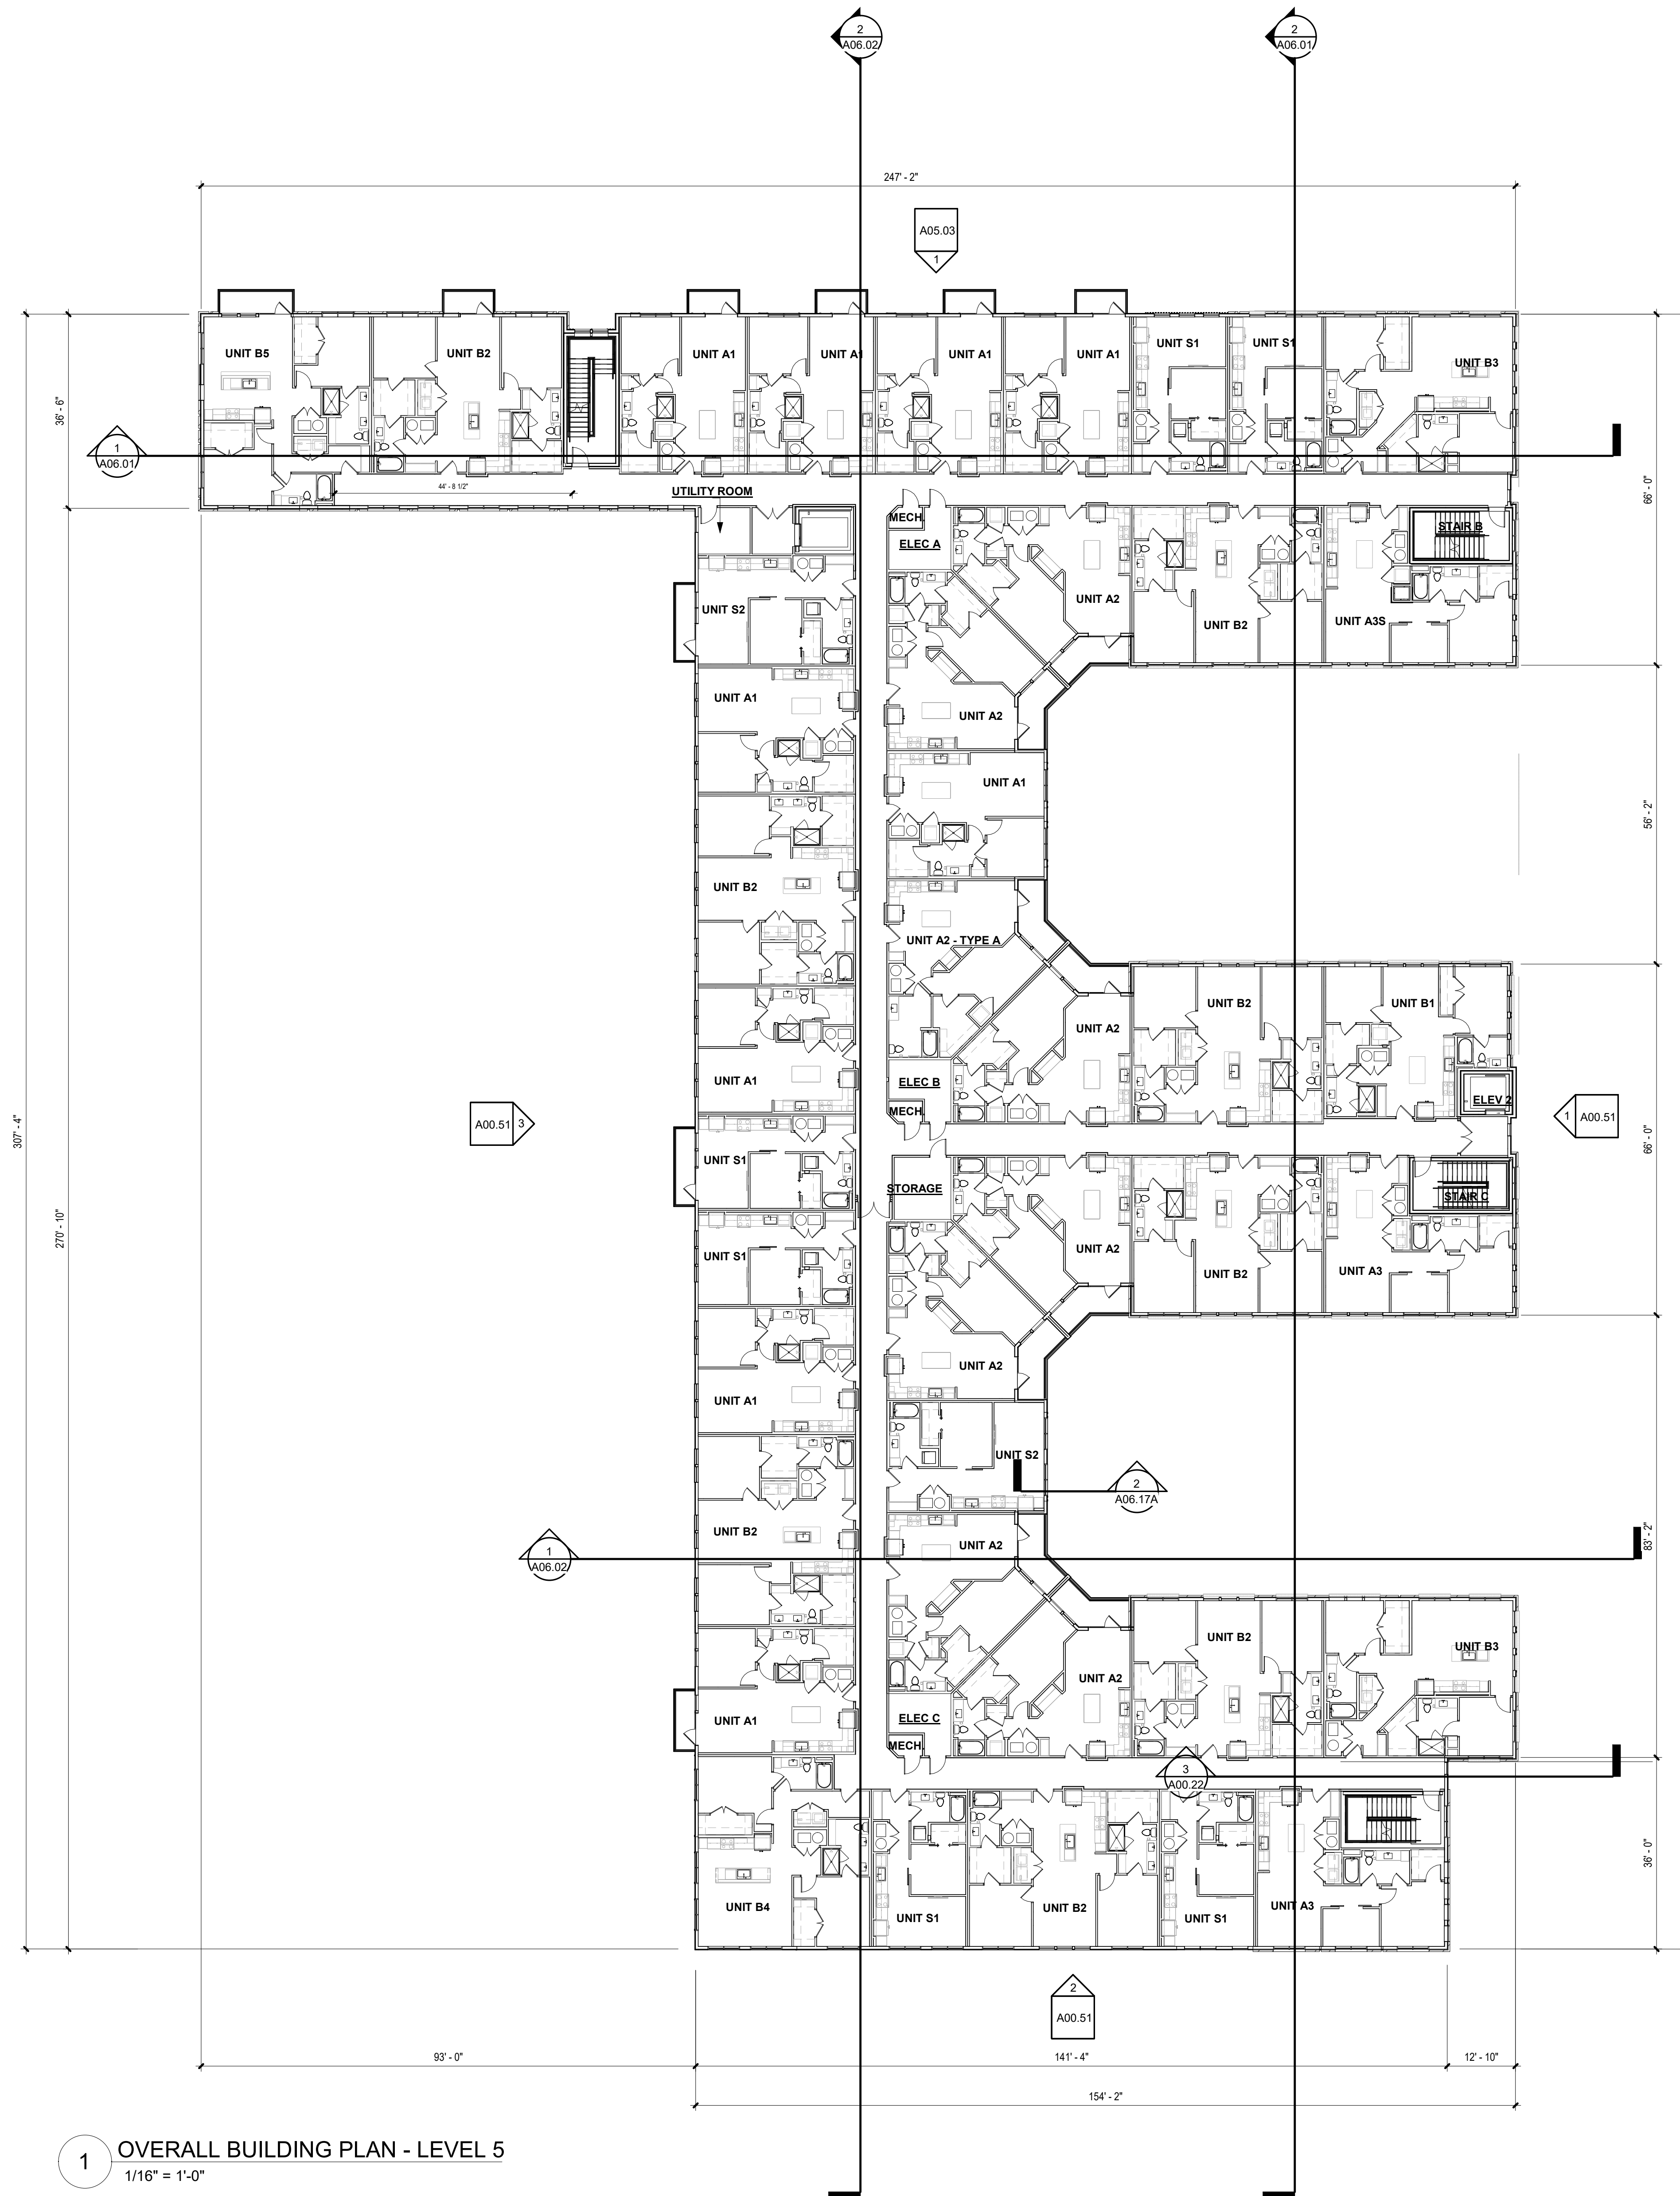 2
A06.02
2
A06.01
247' - 2"
A05.03
1
UNIT B5
UNIT B2
UNIT A1
UNIT A1
UNIT A1
UNIT A1
UNIT S1
UNIT S1
UNIT B3
36' - 6"
1
A06.01
44' - 8 1/2"
UTILITY ROOM
66' - 0"
MECH.
ELEC A
STAIR B
UNIT S2
UNIT A2
UNIT B2
UNIT A3S
UNIT A1
UNIT A2
UNIT A1
56' - 2"
UNIT B2
UNIT A2 - TYPE A
UNIT B2
UNIT B1
UNIT A2
UNIT A1
ELEC B
MECH.
ELEV 2
307' - 4"
A00.51
3
1
A00.51
66' - 0"
UNIT S1
STORAGE
STAIR C
270' - 10"
UNIT S1
UNIT A2
UNIT B2
UNIT A3
UNIT A2
UNIT A1
UNIT S2
2
A06.17A
UNIT B2
UNIT A2
83' - 2"
1
A06.02
UNIT B2
UNIT B3
UNIT A2
UNIT A1
ELEC C
MECH.
3
A00.22
36' - 0"
UNIT B4
UNIT S1
UNIT B2
UNIT S1
UNIT A3
2
A00.51
93' - 0"
141' - 4"
12' - 10"
154' - 2"
1
OVERALL BUILDING PLAN - LEVEL 5
1/16" = 1'-0"